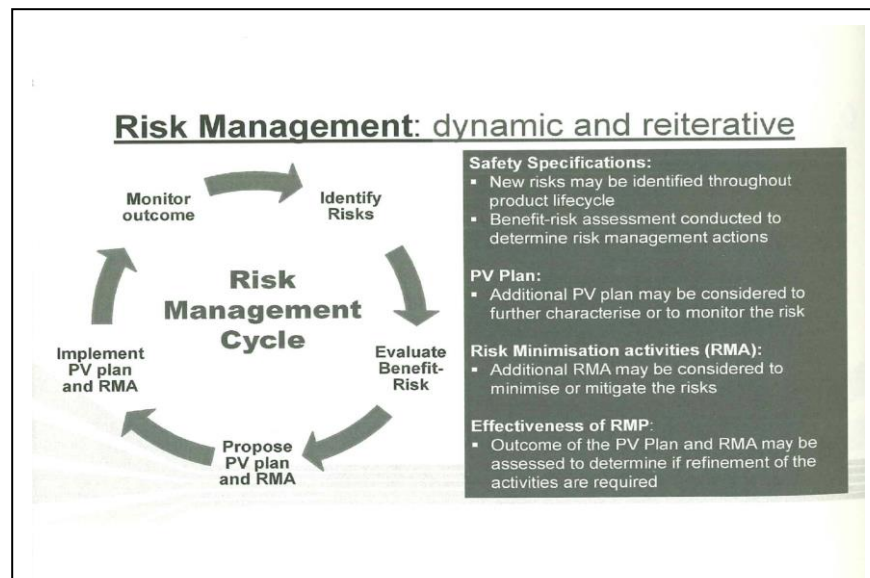 Risk Management: dynamic and reiterative
Monitor
outcome
Identify
Risks
Evaluate
Benefit-
Risk
Propose
PV plan
and RMA
Implement
PV plan
and RMA
Risk
Management
Cycle
Safety Specifications:
▪ New risks may be identified throughout
product lifecycle
▪ Benefit-risk assessment conducted to
determine risk management actions
PV Plan:
▪ Additional PV plan may be considered to
further characterise or to monitor the risk
Risk Minimisation activities (RMA):
▪ Additional RMA may be considered to
minimise or mitigate the risks
Effectiveness of RMP:
▪ Outcome of the PV Plan and RMA may be
assessed to determine if refinement of the
activities are required